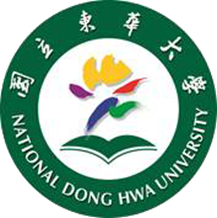 國立東華大學
NATIONAL DONG HWA UNIVERSITY